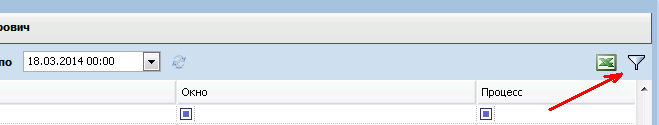 рович
по 18.03.2014 00:00
Окно Процесс